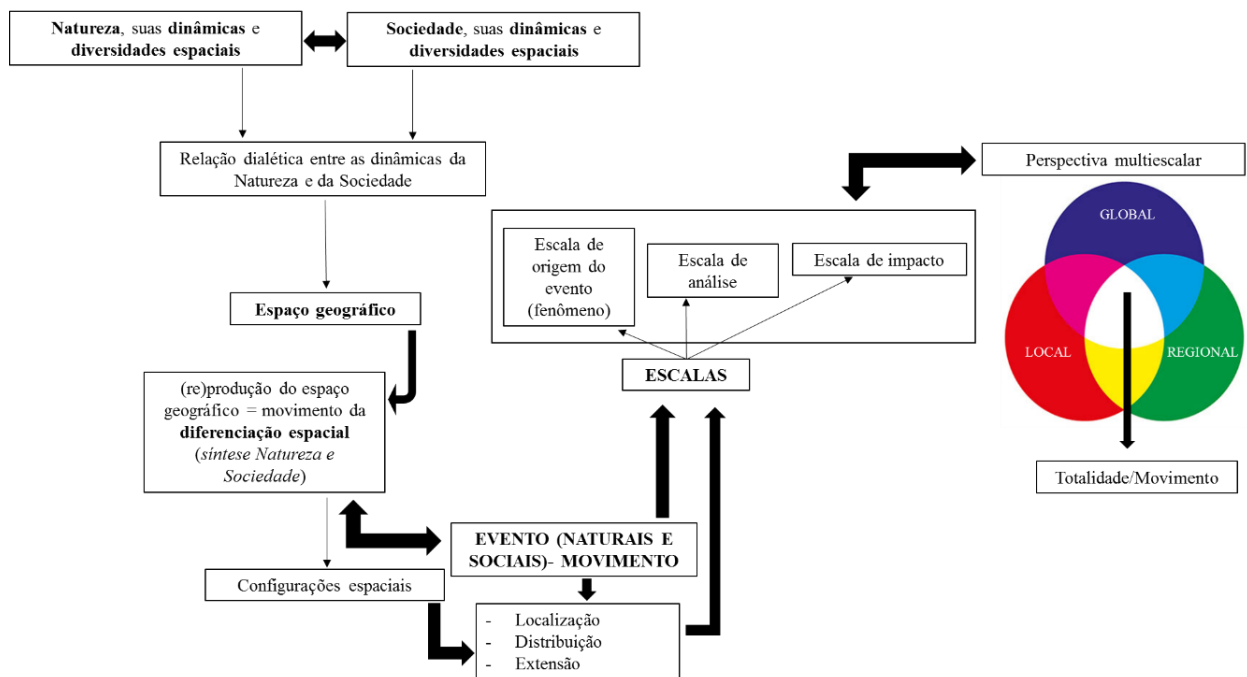 Natureza, suas dinâmicas e
diversidades espaciais
Sociedade, suas dinâmicas e
diversidades espaciais
Relação dialética entre as dinâmicas da
Natureza e da Sociedade
Perspectiva multiescalar
GLOBAL
LOCAL
REGIONAL
Totalidade/Movimento
Escala de
origem do
evento
(fenômeno)
Escala de
análise
Escala de impacto
ESCALAS
Espaço geográfico
(re)produção do espaço
geográfico = movimento da
diferenciação espacial
(síntese Natureza e
Sociedade)
EVENTO (NATURAIS E
SOCIAIS)- MOVIMENTO
Configurações espaciais
- Localização
- Distribuição
- Extensão